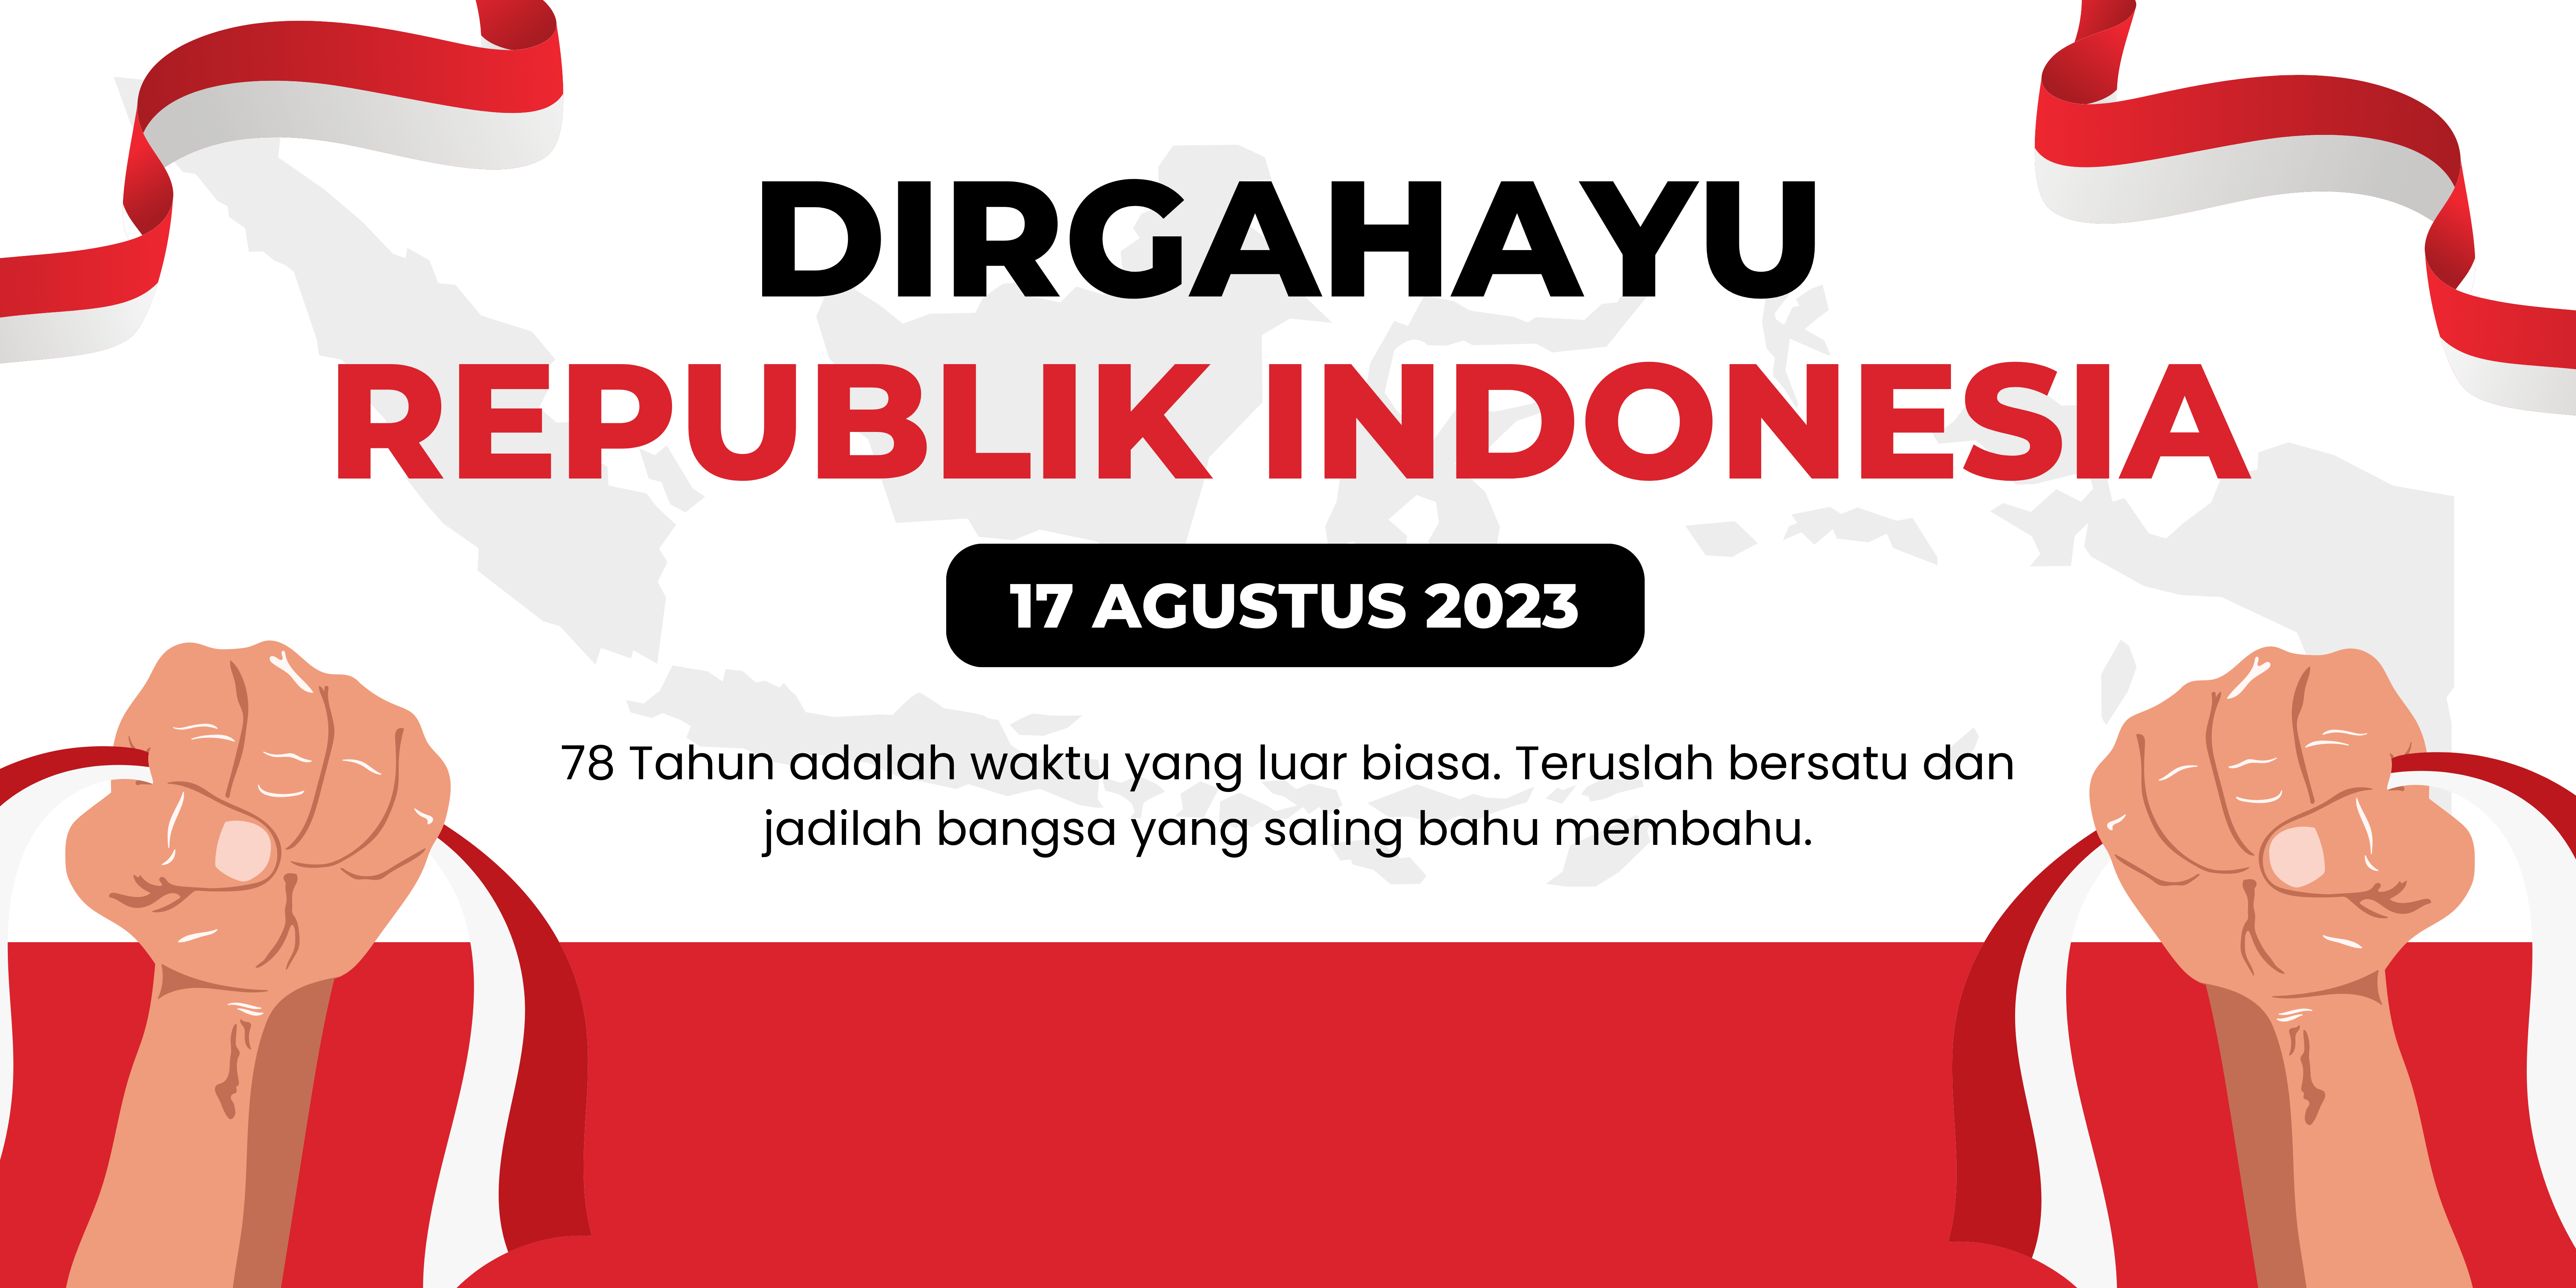 DIRGAHAYU
REPUBLIK INDONESIA
17 AGUSTUS 2023
78 Tahun adalah waktu yang luar biasa. Teruslah bersatu dan
jadilah bangsa yang saling bahu membahu.